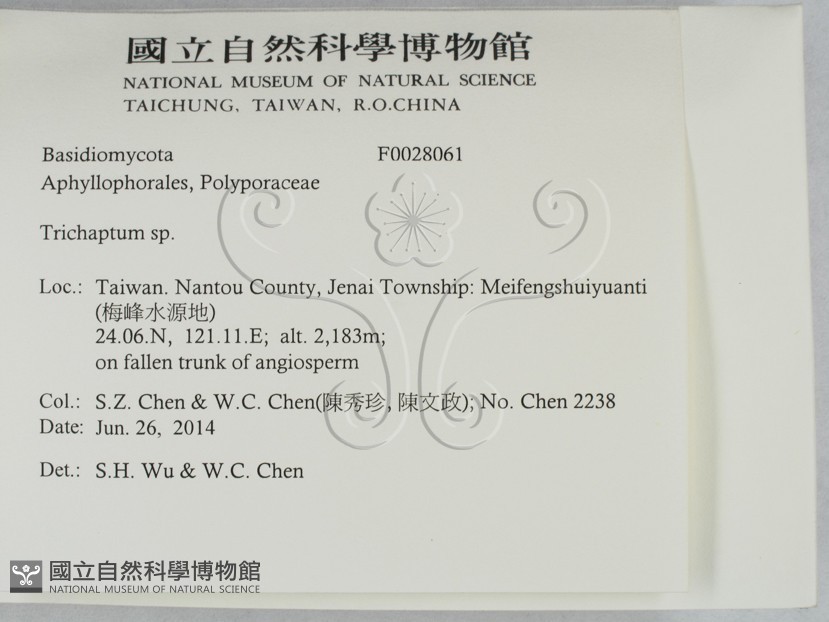 國立自然科學博物館
NATIONAL MUSEUM OF NATURAL SCIENCE
TAICHUNG, TAIWAN, R.O.CHINA
Basidiomycota F0028061
Aphyllophorales, Polyporaceae
Trichaptum sp.
Loc.: Taiwan. Nantou County, Jenai Township: Meifengshuiyuanti
(梅峰水源地)
24.06.N, 121.11.E; alt. 2,183m;
on fallen trunk of angiosperm
Col.: S.Z. Chen & W.C. Chen(陳秀珍, 陳文政); No. Chen 2238
Date: Jun. 26, 2014
Det.: S.H. Wu & W.C. Chen
國立自然科學博物館
NATIONAL MUSEUM OF NATURAL SCIENCE